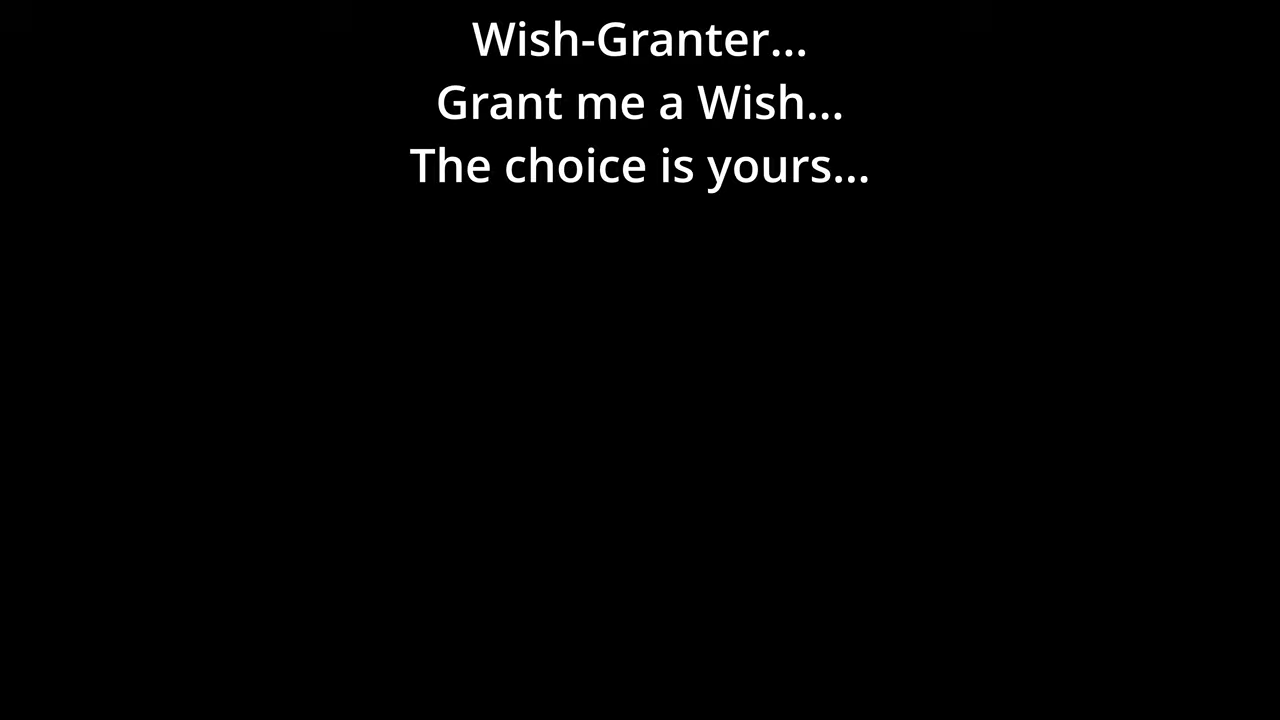 Wish-Granter...
Grant me a Wish...
The choice is yours...